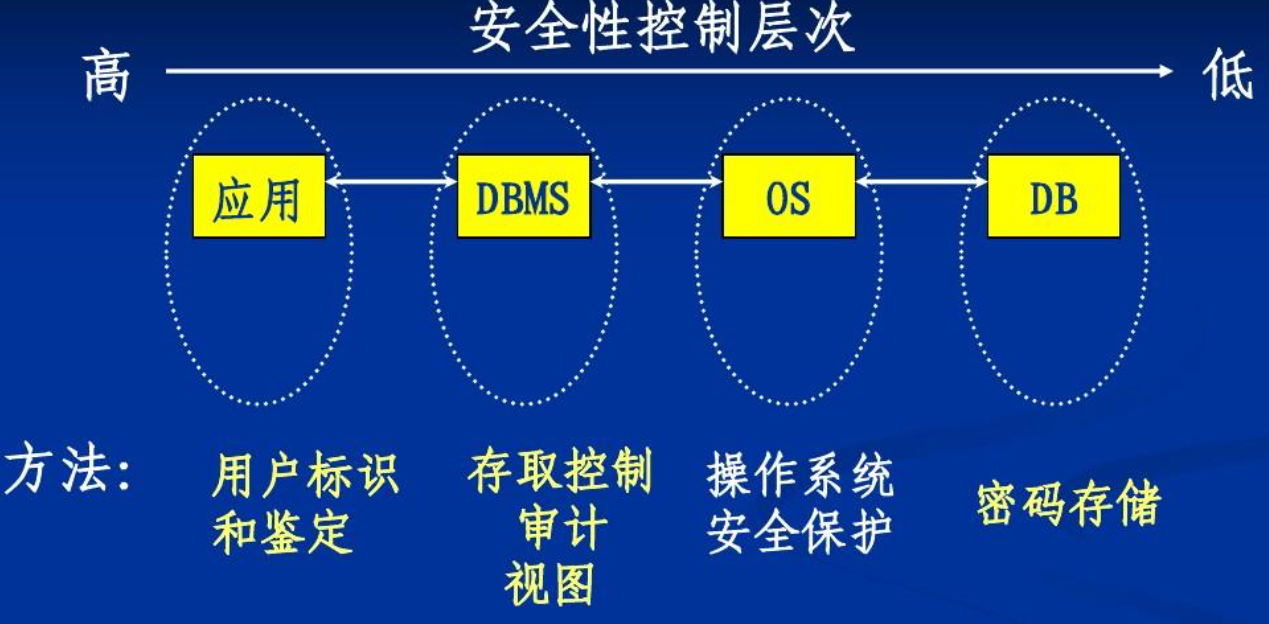 安全性控制层次
高
低
应用
DBMS
OS
DB
方法:
用户标识
和鉴定
存取控制
审计
视图
操作系统
安全保护
密码存储